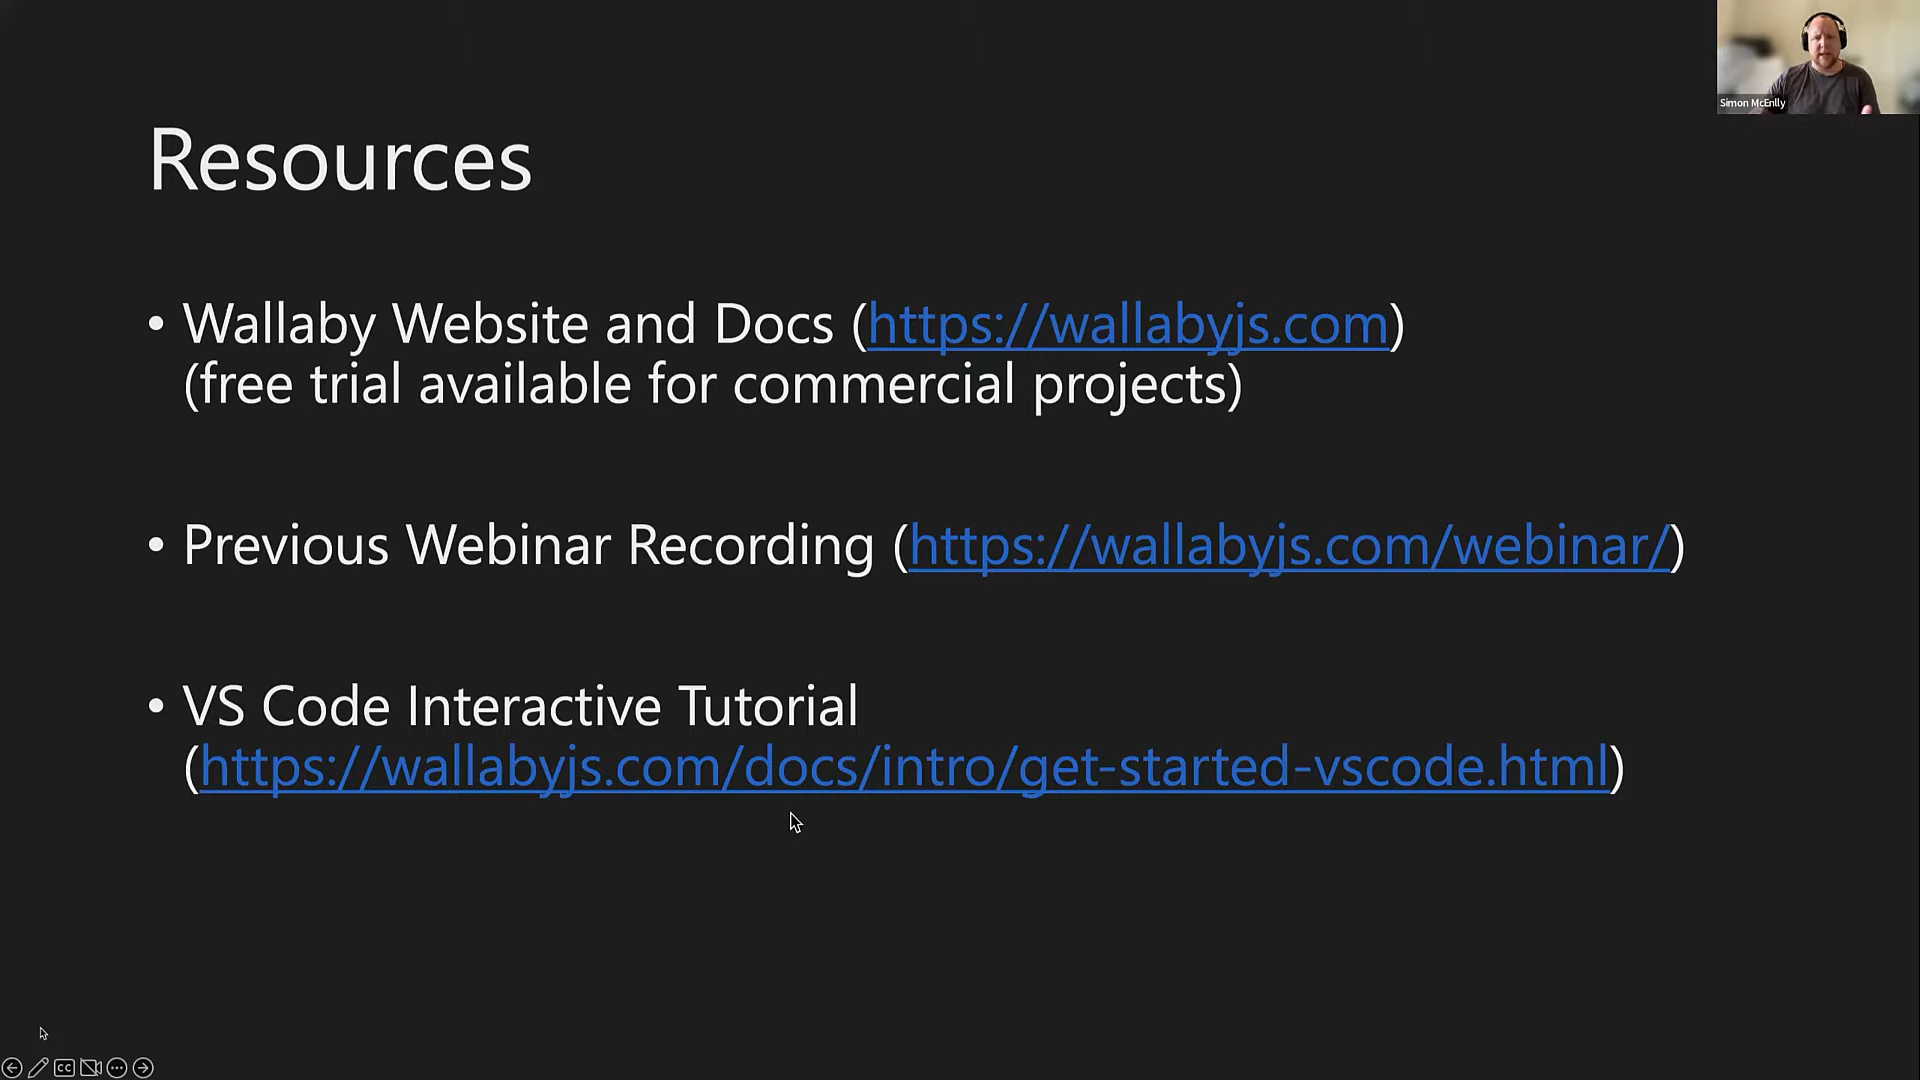 Simon McEnlly
Resources
• Wallaby Website and Docs (https://wallabyjs.com)
(free trial available for commercial projects)
• Previous Webinar Recording (https://wallabyjs.com/webinar/)
• VS Code Interactive Tutorial
(https://wallabyjs.com/docs/intro/get-started-vscode.html)
CC